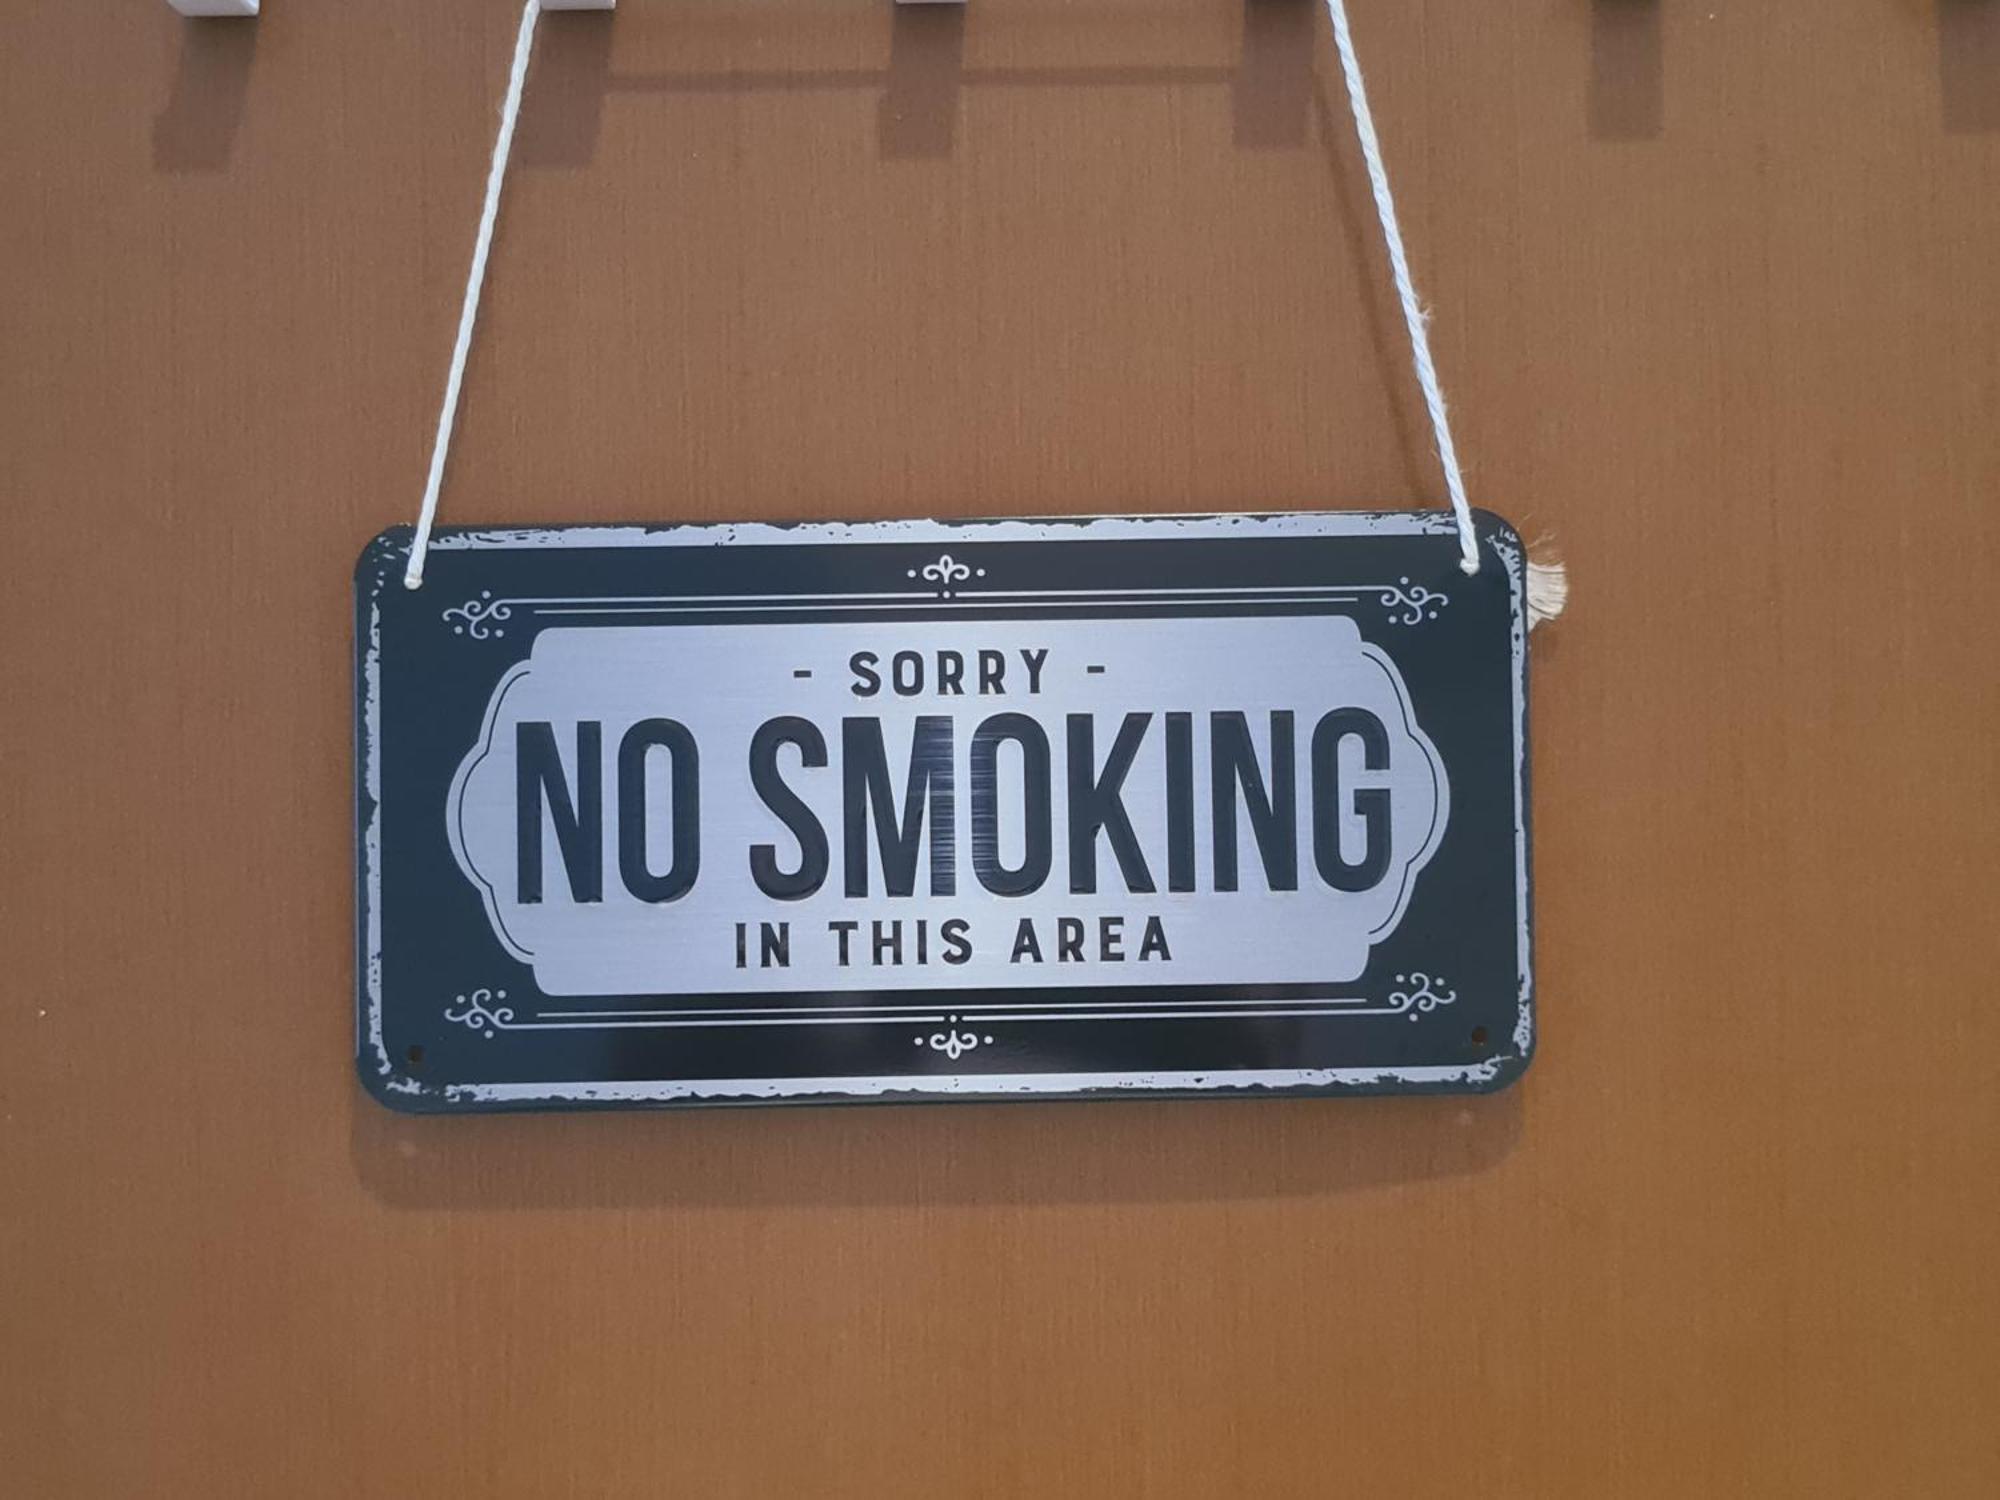 - SORRY -
NO SMOKING
IN THIS AREA